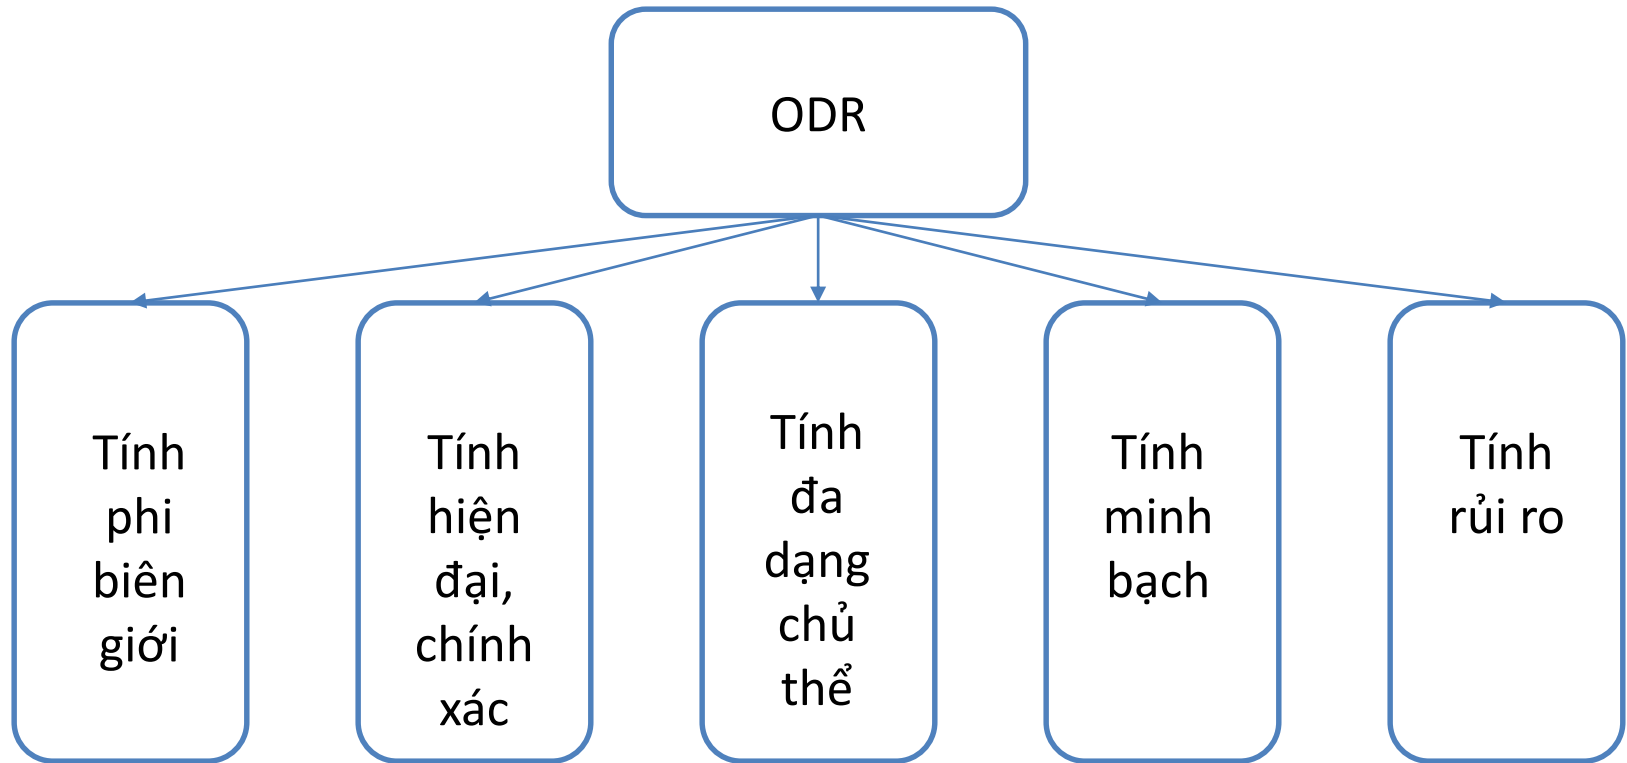 ODR
Tính
phi
biên
giới
Tính
hiện
đại,
chính
xác
Tính
đa
dạng
chủ
thể
Tính
minh
bạch
Tính
rủi ro